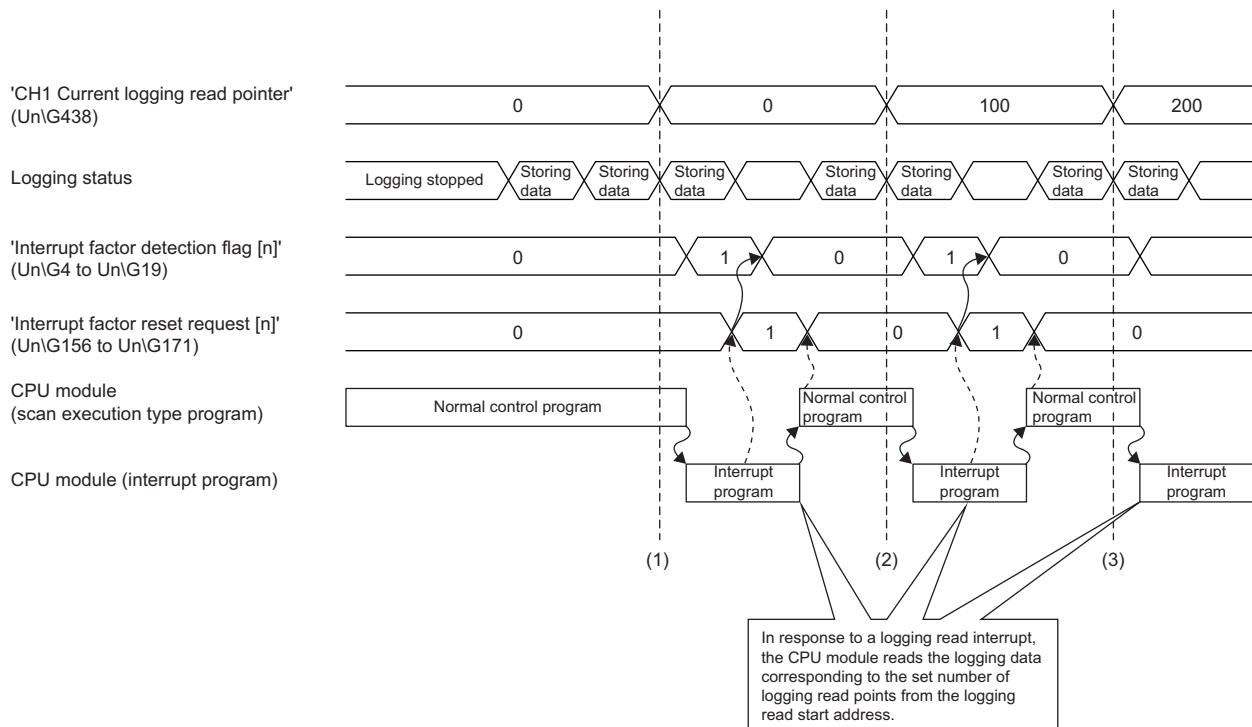 'CH1 Current logging read pointer'
(Un\G438)
0
0
100
200
Logging status
Logging stopped
Storing
data
Storing
data
Storing
data
Storing
data
Storing
data
Storing
data
Storing
data
'Interrupt factor detection flag [n]'
(Un\G4 to Un\G19)
0
1
0
1
0
'Interrupt factor reset request [n]'
(Un\G156 to Un\G171)
0
1
0
1
0
CPU module
(scan execution type program)
Normal control program
Normal control
program
Normal control
program
CPU module (interrupt program)
Interrupt
program
Interrupt
program
Interrupt
program
(1)
(2)
(3)
In response to a logging read interrupt,
the CPU module reads the logging data
corresponding to the set number of
logging read points from the logging
read start address.